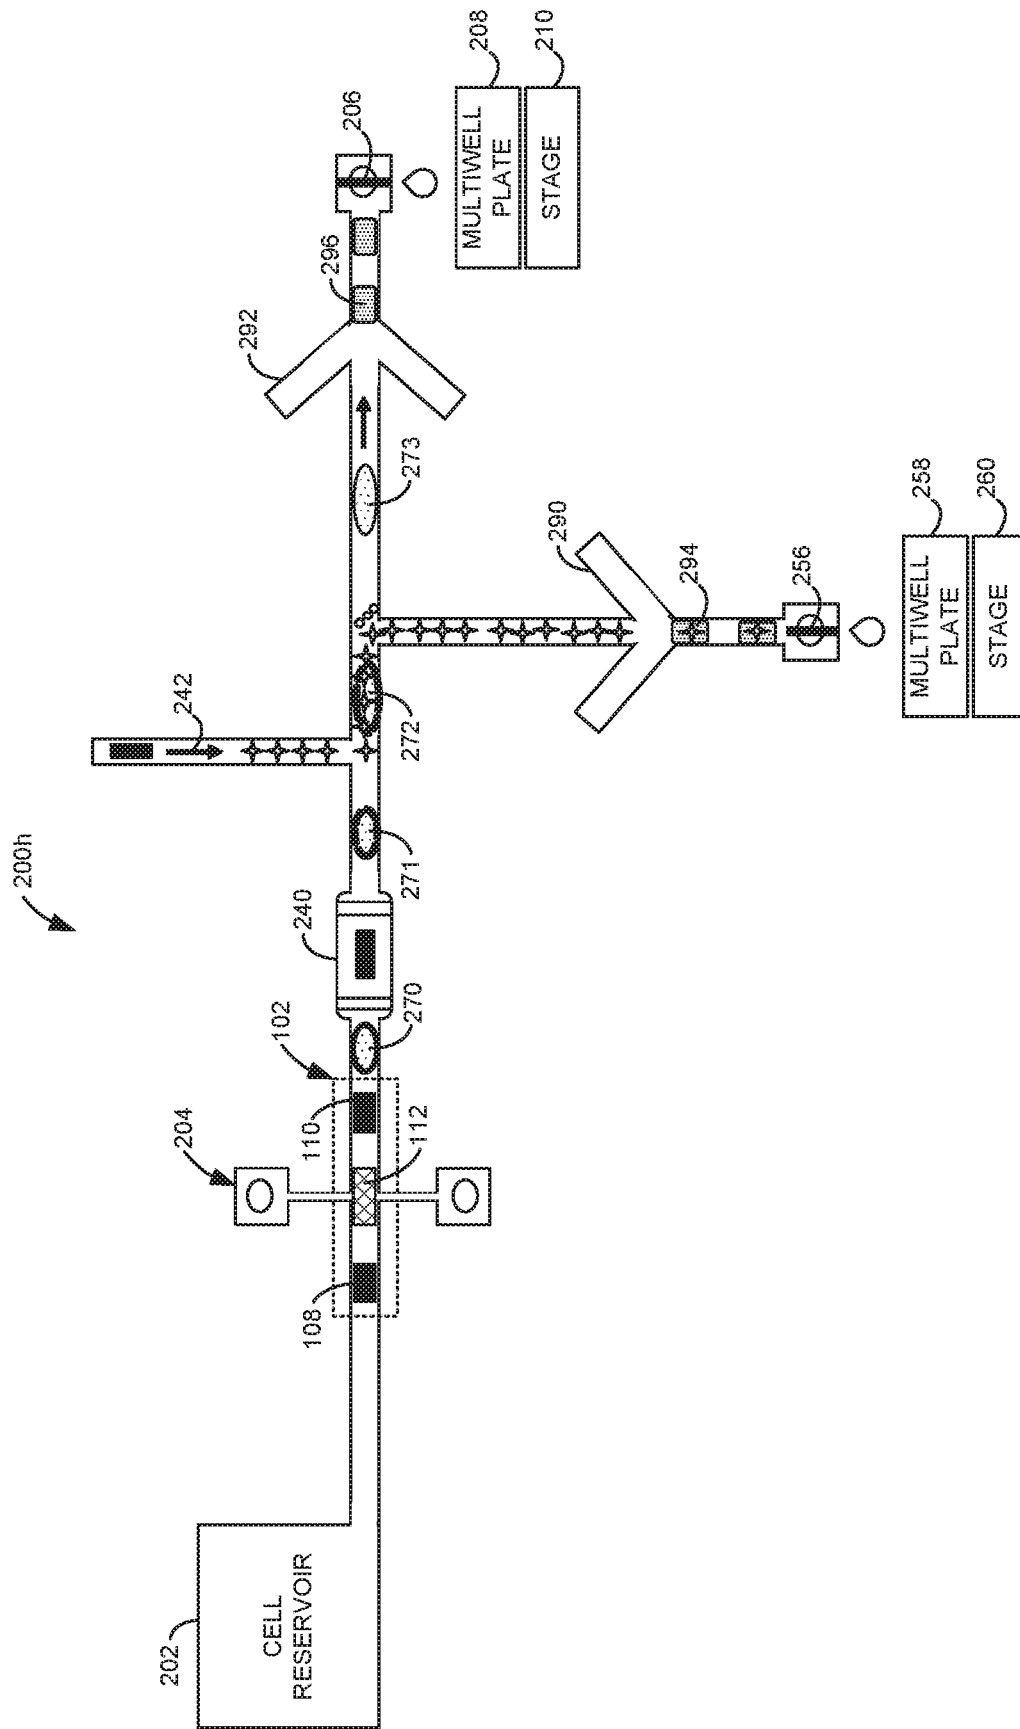 200h
202
CELL
RESERVOIR
204
102
108
110
112
270
240
271
242
272
273
292
296
206
MULTIWELL
PLATE
208
STAGE
210
290
294
256
MULTIWELL
PLATE
258
STAGE
260